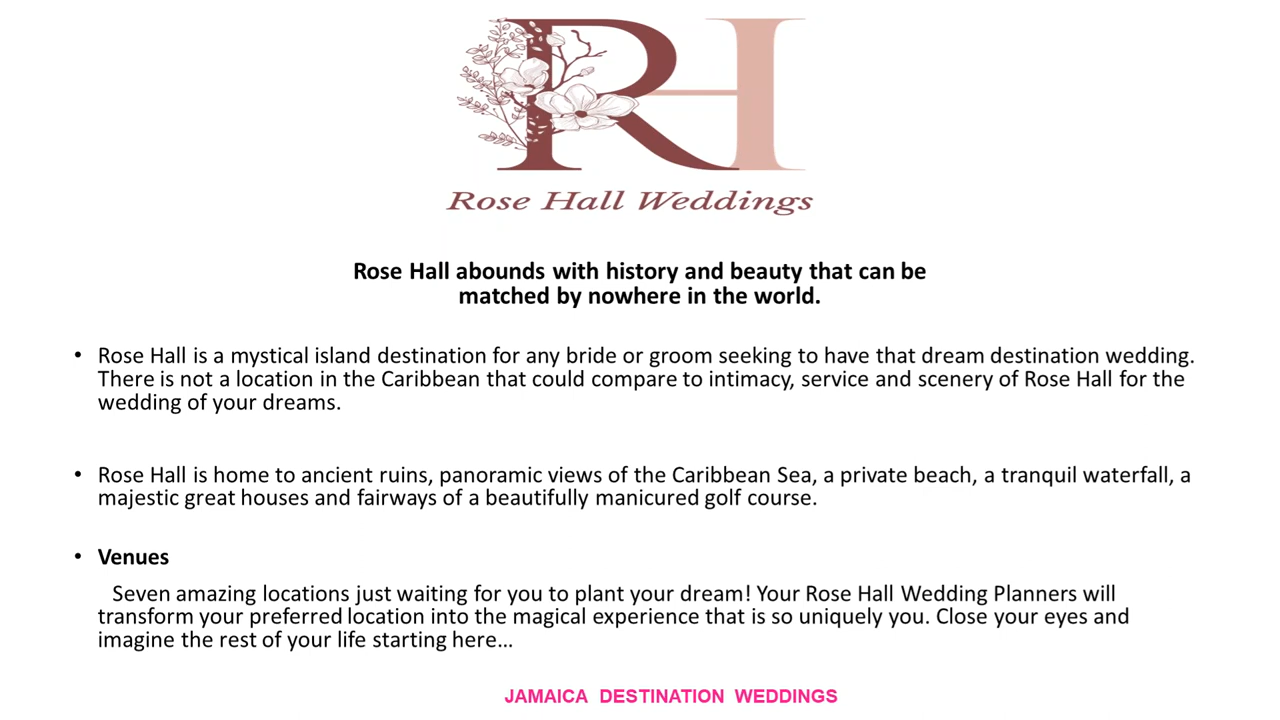 RH
Rose Hall Weddings
Rose Hall abounds with history and beauty that can be
matched by nowhere in the world.
• Rose Hall is a mystical island destination for any bride or groom seeking to have that dream destination wedding.
There is not a location in the Caribbean that could compare to intimacy, service and scenery of Rose Hall for the
wedding of your dreams.
• Rose Hall is home to ancient ruins, panoramic views of the Caribbean Sea, a private beach, a tranquil waterfall, a
majestic great houses and fairways of a beautifully manicured golf course.
• Venues
Seven amazing locations just waiting for you to plant your dream! Your Rose Hall Wedding Planners will
transform your preferred location into the magical experience that is so uniquely you. Close your eyes and
imagine the rest of your life starting here…
JAMAICA DESTINATION WEDDINGS